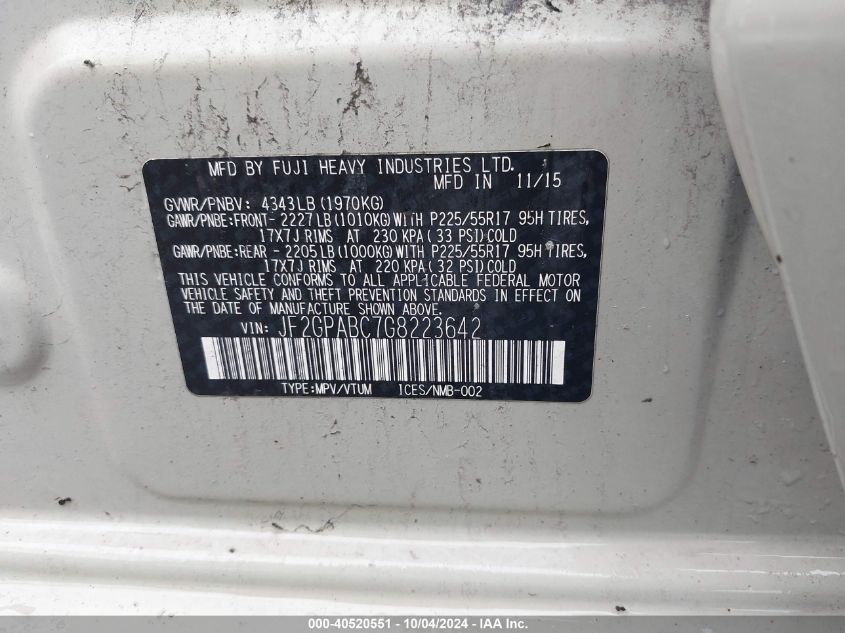 MFD BY FUJI HEAVY INDUSTRIES LTD.
MFD IN 11/15
GVWR/PNBV: 4343LB(1970KG)
GAWR/PNBE:FRONT- 2227LB(1010KG)WITH P225/55R17 95H TIRES,
17X7J RIMS AT 230 KPA(33 PSI)COLD
GAWR/PNBE:REAR - 2205LB(1000KG)WITH P225/55R17 95H TIRES,
17X7J RIMS AT 220 KPA(32 PSI)COLD
THIS VEHICLE CONFORMS TO ALL APPLICABLE FEDERAL MOTOR
VEHICLE SAFETY AND THEFT PREVENTION STANDARDS IN EFFECT ON
THE DATE OF MANUFACTURE SHOWN ABOVE.
VIN: JF2GPABC7G8223642
TYPE:MPV/VTUM ICES/NMB-002
000-40520551 - 10/04/2024 - IAA Inc.